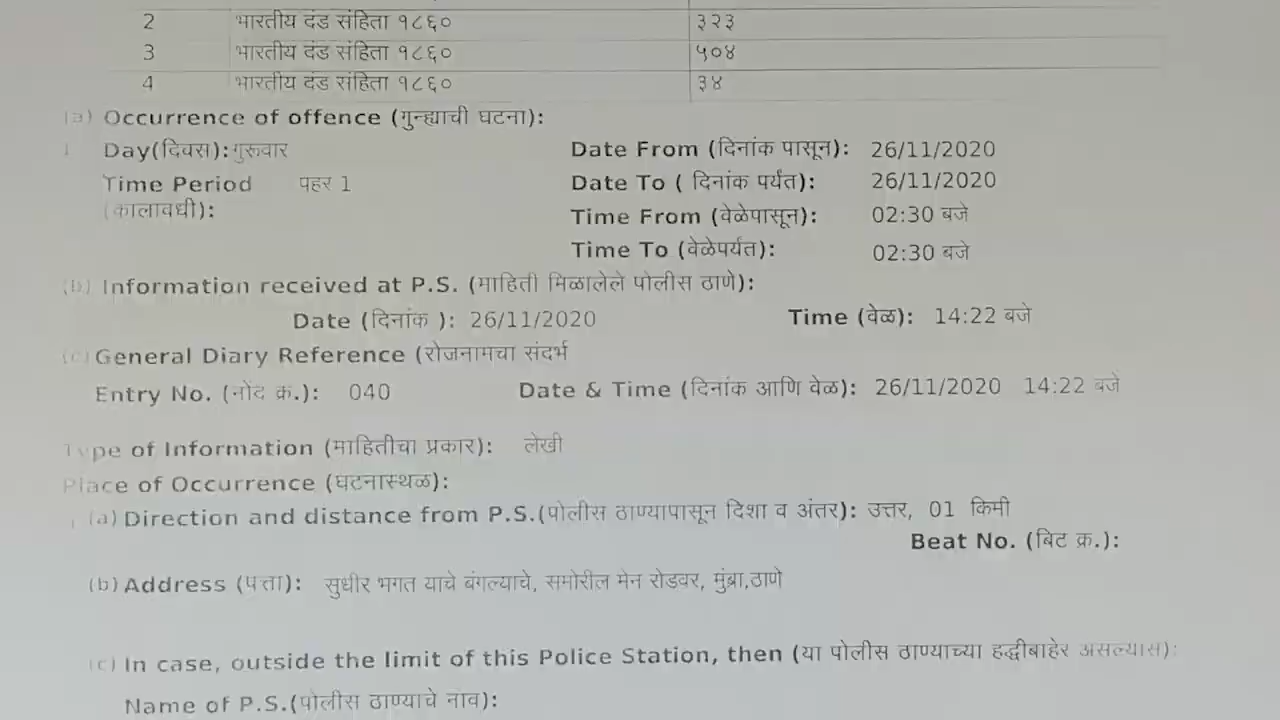 2 भारतीय दंड संहिता १८६० ३२३
3 भारतीय दंड संहिता १८६० ५०४
4 भारतीय दंड संहिता १८६० ३४
(a) Occurrence of offence (गुन्ह्याची घटना):
Day(दिवस): गुरूवार Date From (दिनांक पासून): 26/11/2020
Time Period पहर 1 Date To ( दिनांक पर्यंत): 26/11/2020
(कालावधी): Time From (वेळेपासून): 02:30 बजे
Time To (वेळेपर्यंत): 02:30 बजे
(b) Information received at P.S. (माहिती मिळालेले पोलीस ठाणे):
Date (दिनांक ): 26/11/2020 Time (वेळ): 14:22 बजे
(c) General Diary Reference (रोजनामचा संदर्भ
Entry No. (नोंद क्र.): 040 Date & Time (दिनांक आणि वेळ): 26/11/2020 14:22 बजे
Type of Information (माहितीचा प्रकार): लेखी
Place of Occurrence (घटनास्थळ):
(a) Direction and distance from P.S.(पोलीस ठाण्यापासून दिशा व अंतर): उत्तर, 01 किमी
Beat No. (बिट क्र.):
(b) Address (पत्ता): सुधीर भगत याचे बंगल्याचे, समोरील मेन रोडवर, मुंब्रा,ठाणे
(c) In case, outside the limit of this Police Station, then (या पोलीस ठाण्याच्या हद्दीबाहेर असल्यास):
Name of P.S.(पोलीस ठाण्याचे नाव):